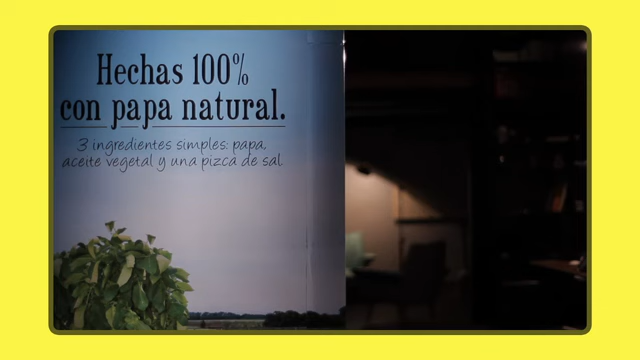 Hechas 100%
con papa natural.
3 ingredientes simples: papa,
aceite vegetal y una pizca de sal.